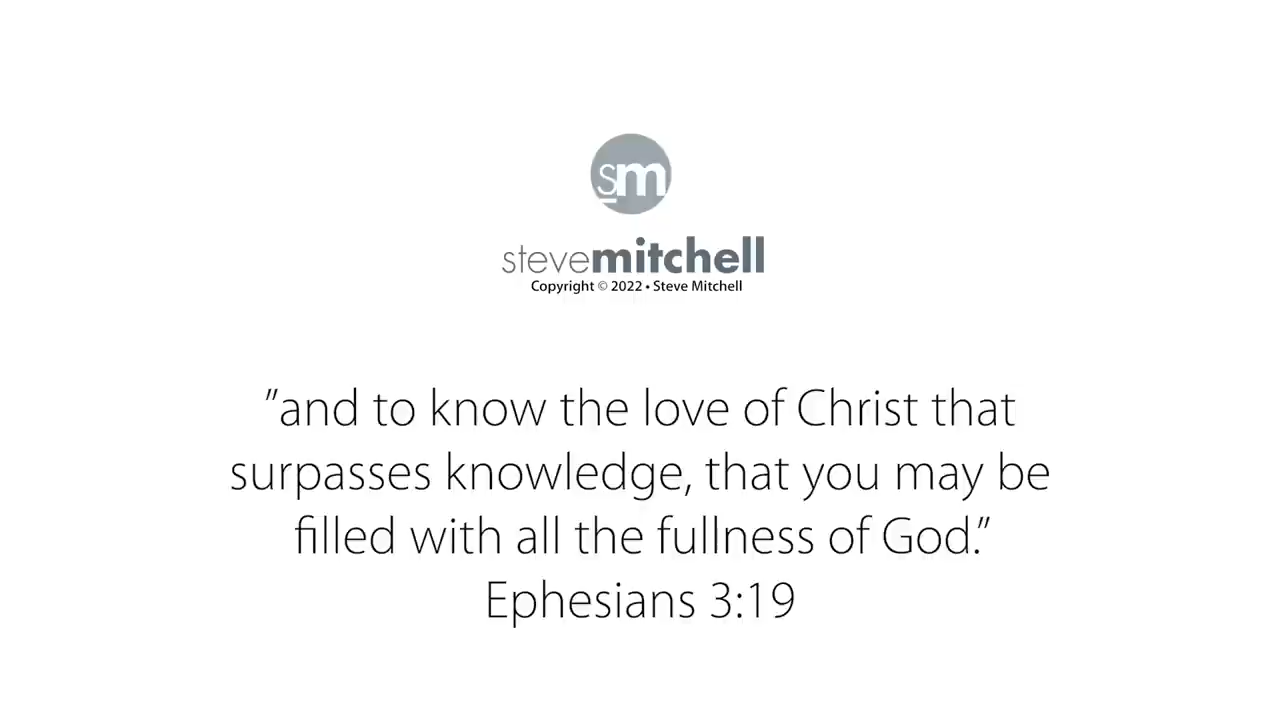 sm
stevemitchell
Copyright © 2022 • Steve Mitchell
”and to know the love of Christ that
surpasses knowledge, that you may be
filled with all the fullness of God.”
Ephesians 3:19